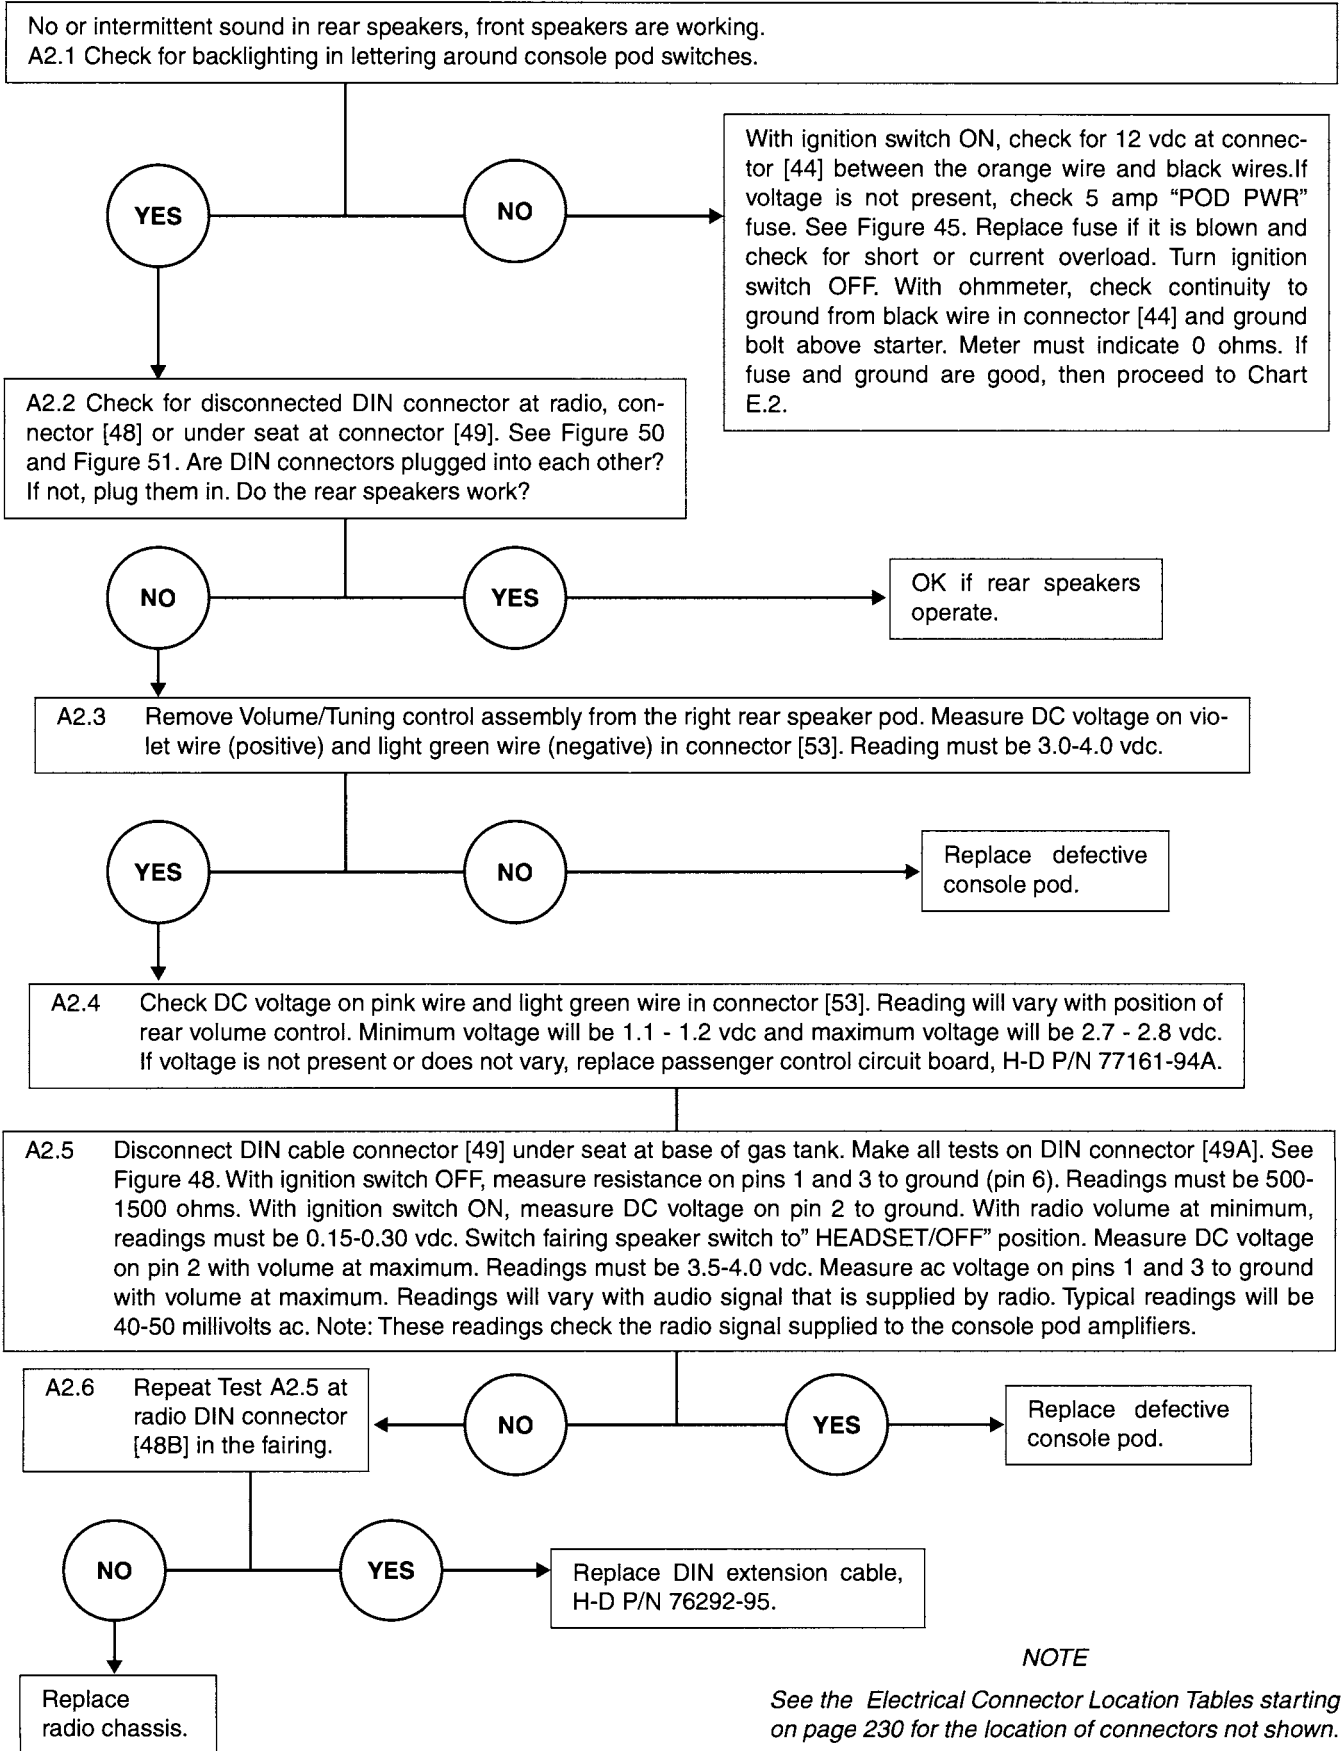 No or intermittent sound in rear speakers, front speakers are working.
A2.1 Check for backlighting in lettering around console pod switches.
YES
NO
With ignition switch ON, check for 12 vdc at connec-
tor [44] between the orange wire and black wires.If
voltage is not present, check 5 amp “POD PWR”
fuse. See Figure 45. Replace fuse if it is blown and
check for short or current overload. Turn ignition
switch OFF. With ohmmeter, check continuity to
ground from black wire in connector [44] and ground
bolt above starter. Meter must indicate 0 ohms. If
fuse and ground are good, then proceed to Chart
E.2.
A2.2 Check for disconnected DIN connector at radio, con-
nector [48] or under seat at connector [49]. See Figure 50
and Figure 51. Are DIN connectors plugged into each other?
If not, plug them in. Do the rear speakers work?
NO
YES
OK if rear speakers
operate.
A2.3 Remove Volume/Tuning control assembly from the right rear speaker pod. Measure DC voltage on vio-
let wire (positive) and light green wire (negative) in connector [53]. Reading must be 3.0-4.0 vdc.
YES
NO
Replace defective
console pod.
A2.4 Check DC voltage on pink wire and light green wire in connector [53]. Reading will vary with position of
rear volume control. Minimum voltage will be 1.1 - 1.2 vdc and maximum voltage will be 2.7 - 2.8 vdc.
If voltage is not present or does not vary, replace passenger control circuit board, H-D P/N 77161-94A.
A2.5 Disconnect DIN cable connector [49] under seat at base of gas tank. Make all tests on DIN connector [49A]. See
Figure 48. With ignition switch OFF, measure resistance on pins 1 and 3 to ground (pin 6). Readings must be 500-
1500 ohms. With ignition switch ON, measure DC voltage on pin 2 to ground. With radio volume at minimum,
readings must be 0.15-0.30 vdc. Switch fairing speaker switch to” HEADSET/OFF” position. Measure DC voltage
on pin 2 with volume at maximum. Readings must be 3.5-4.0 vdc. Measure ac voltage on pins 1 and 3 to ground
with volume at maximum. Readings will vary with audio signal that is supplied by radio. Typical readings will be
40-50 millivolts ac. Note: These readings check the radio signal supplied to the console pod amplifiers.
A2.6 Repeat Test A2.5 at
radio DIN connector
[48B] in the fairing.
NO
YES
Replace defective
console pod.
NO
YES
Replace DIN extension cable,
H-D P/N 76292-95.
Replace
radio chassis.
NOTE
See the Electrical Connector Location Tables starting
on page 230 for the location of connectors not shown.